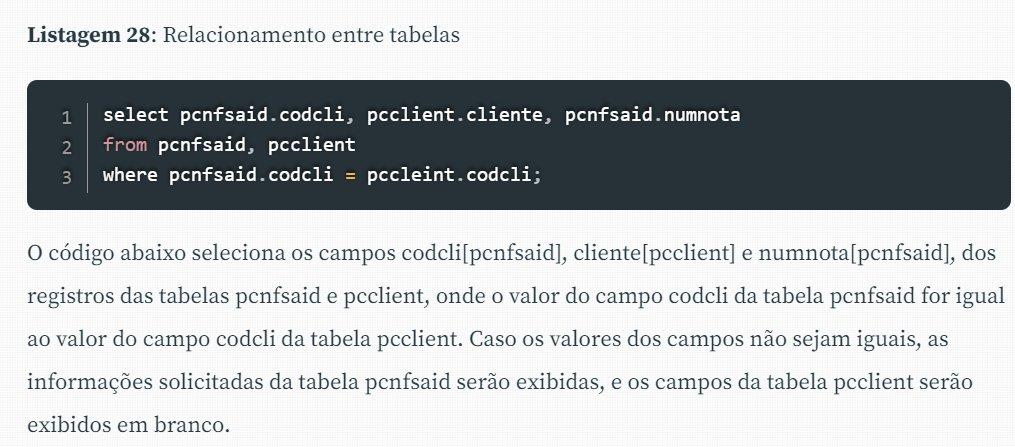 Listagem 28: Relacionamento entre tabelas
1 select pcnfsaid.codcli, pcclient.cliente, pcnfsaid.numnota
2 from pcnfsaid, pcclient
3 where pcnfsaid.codcli = pccleint.codcli;
O código abaixo seleciona os campos codcli[pcnfsaid], cliente[pcclient] e numnota[pcnfsaid], dos
registros das tabelas pcnfsaid e pcclient, onde o valor do campo codcli da tabela pcnfsaid for igual
ao valor do campo codcli da tabela pcclient. Caso os valores dos campos não sejam iguais, as
informações solicitadas da tabela pcnfsaid serão exibidas, e os campos da tabela pcclient serão
exibidos em branco.